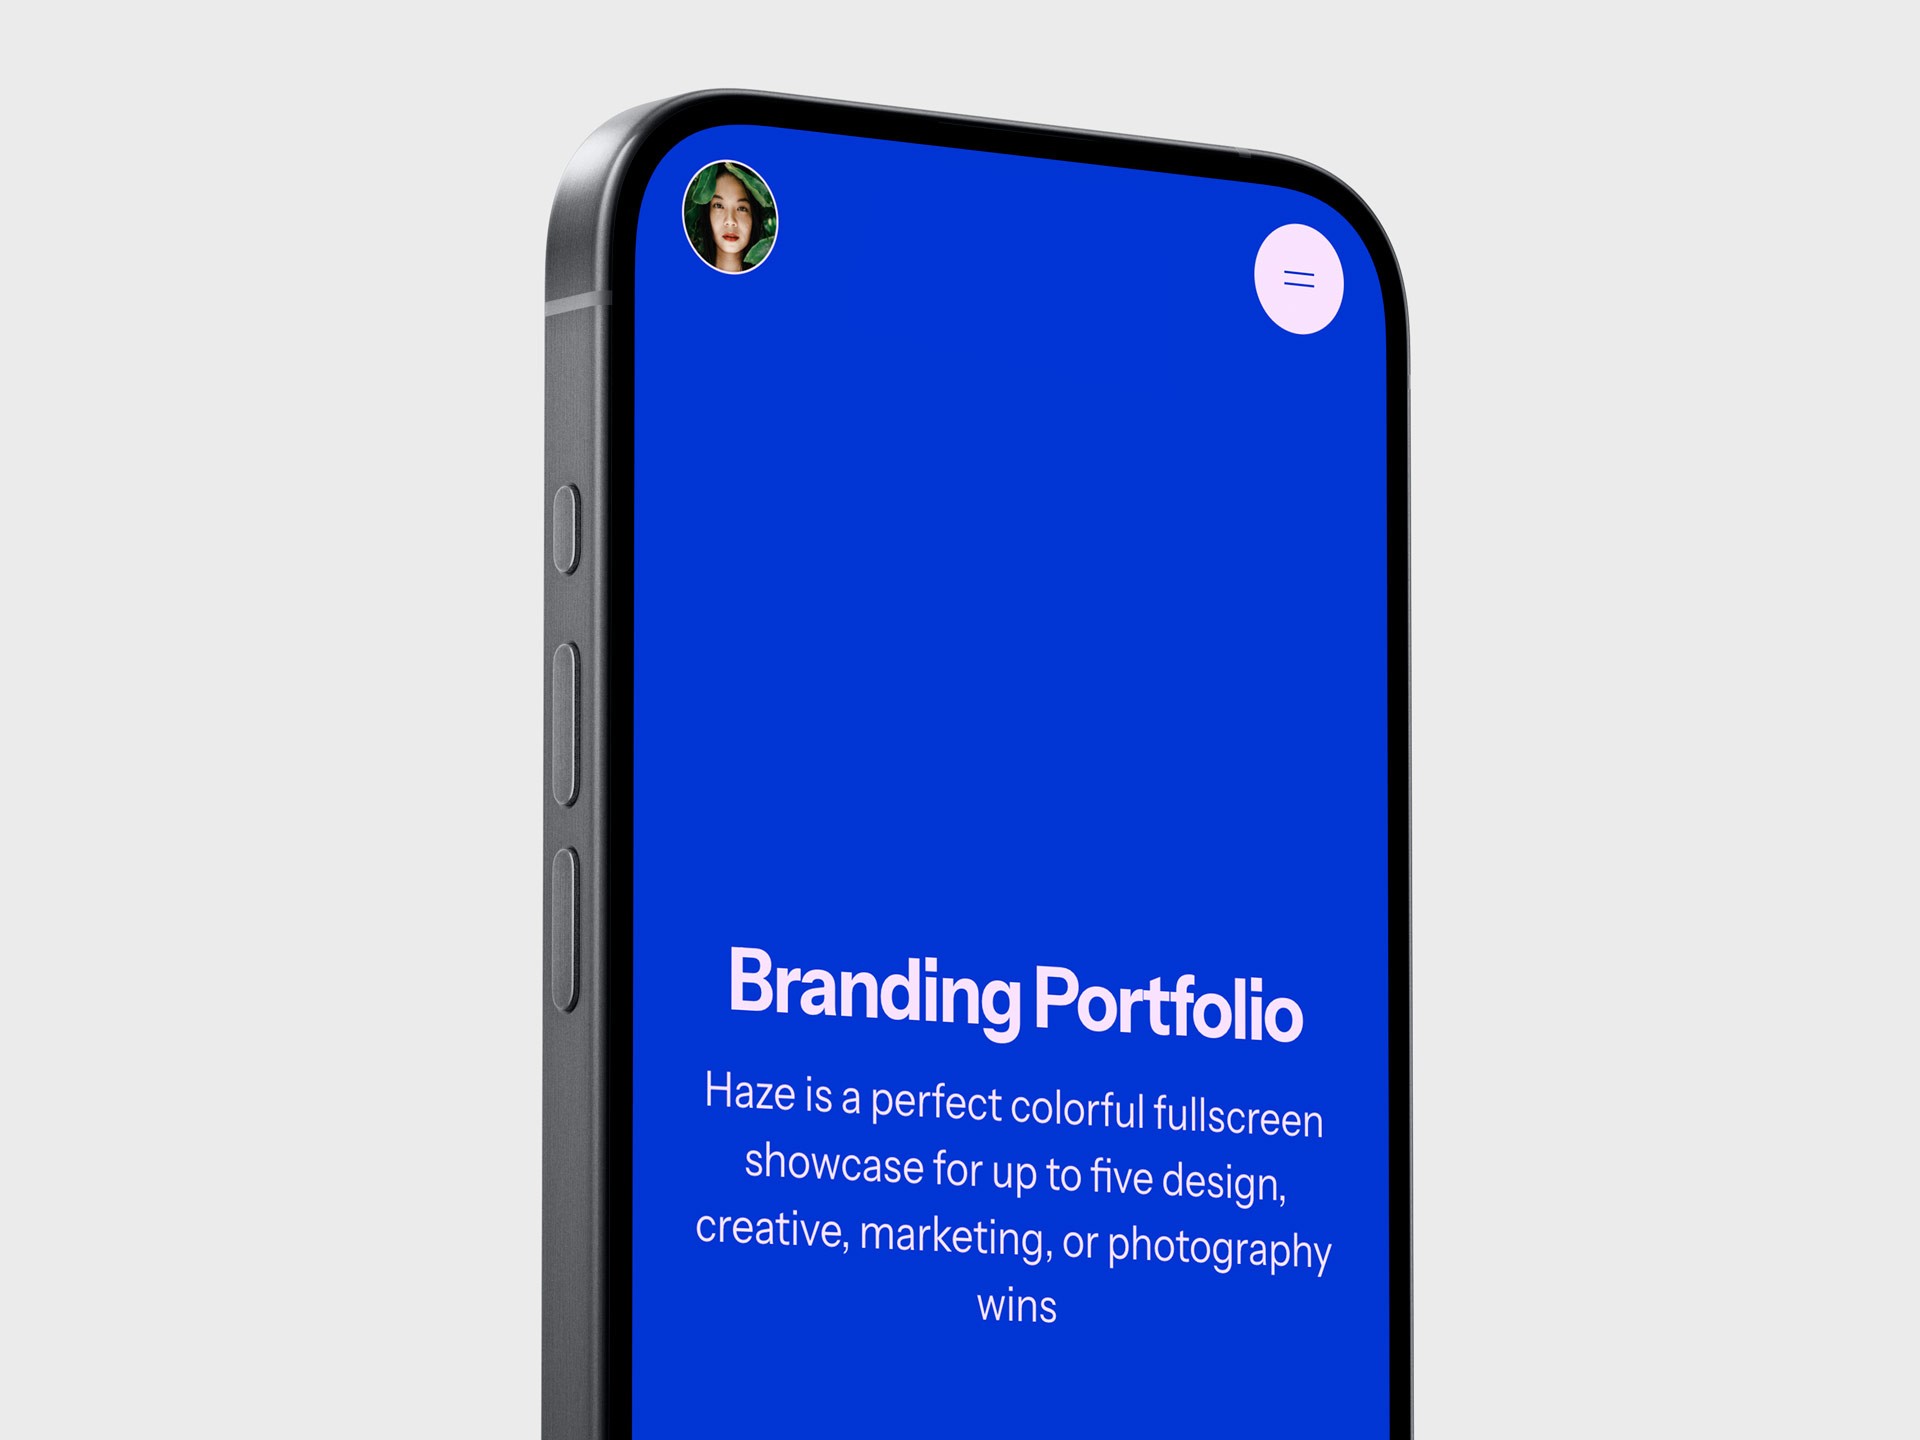 Branding Portfolio
Haze is a perfect colorful fullscreen
showcase for up to five design,
creative, marketing, or photography
wins